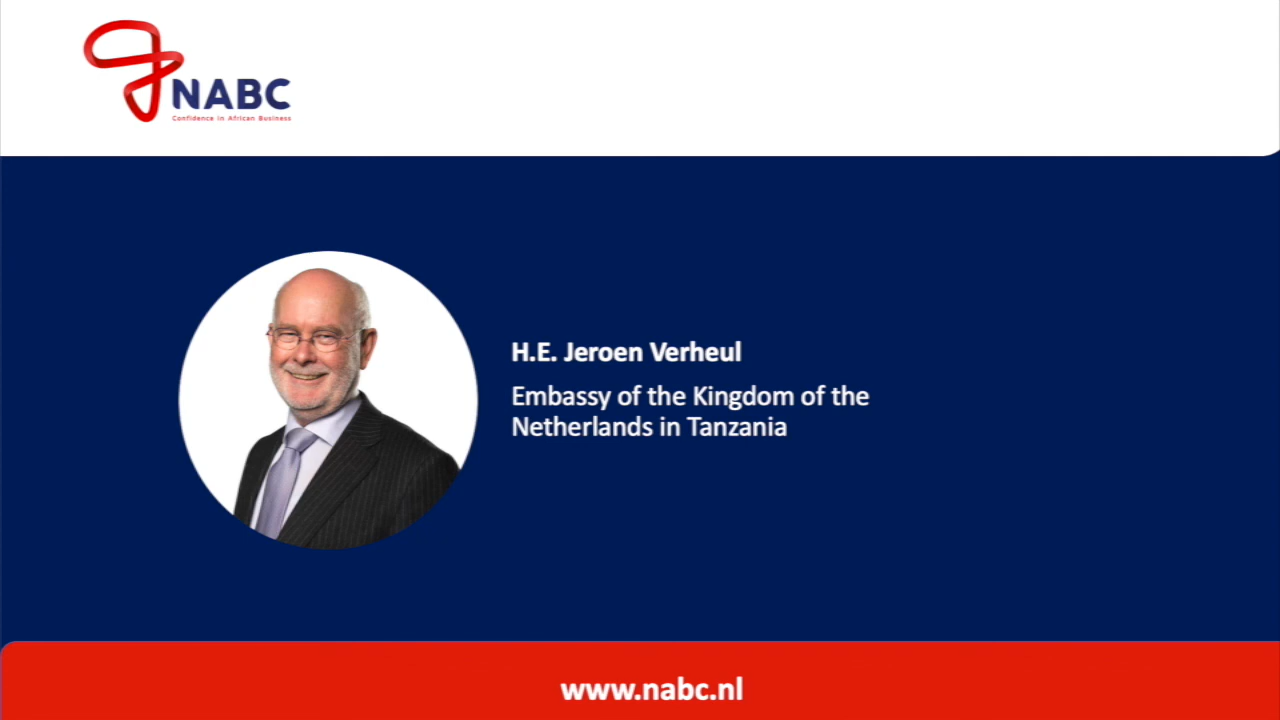 NABC
Confidence in African Business
H.E. Jeroen Verheul
Embassy of the Kingdom of the
Netherlands in Tanzania
www.nabc.nl